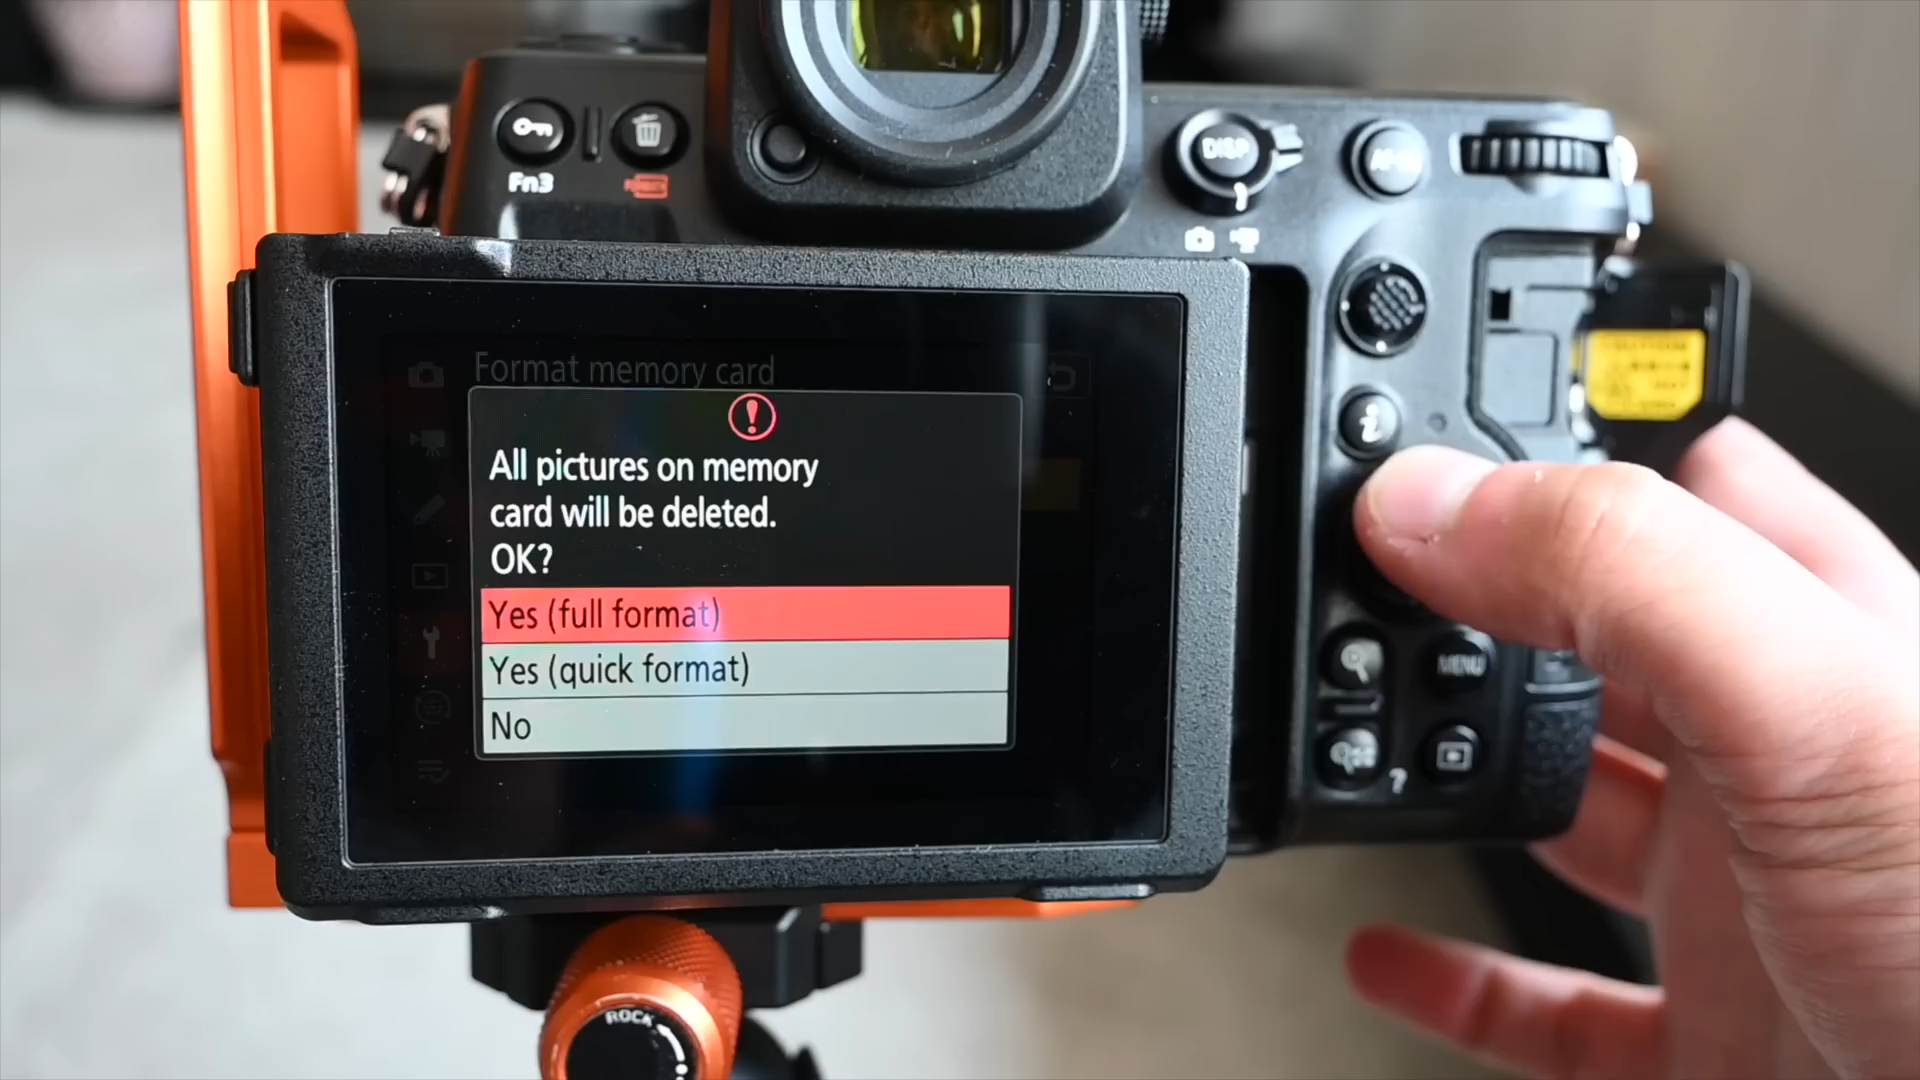 Fn3
DISP
Format memory card
All pictures on memory
card will be deleted.
OK?
Yes (full format)
Yes (quick format)
No
i
MENU
?
ROCK